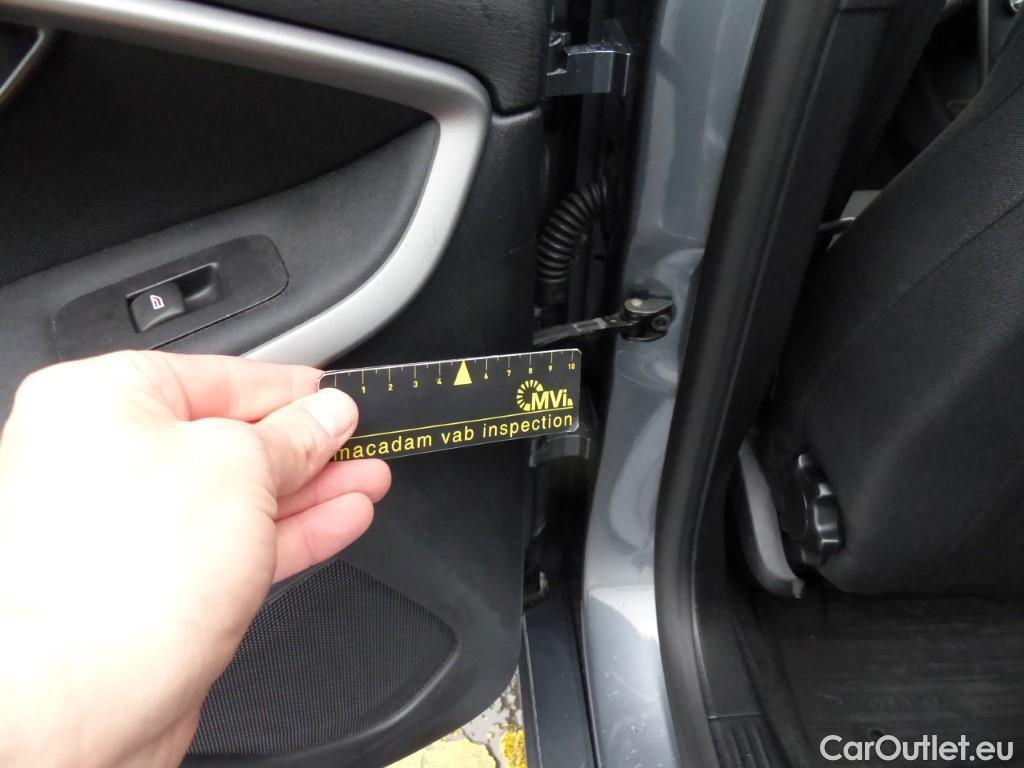 1 2 3 4 6 7 8 9 10
MVi
macadam vab inspection
CarOutlet.eu